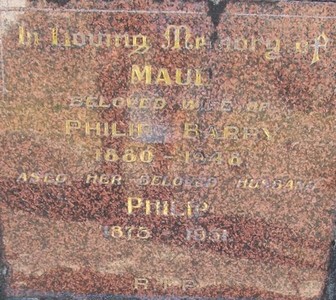 In Loving Memory of
MAUD
BELOVED WIFE OF
PHILIP BARRY
1880 - 1948
ALSO HER BELOVED HUSBAND
PHILIP
1875 - 1951
R.I.P.